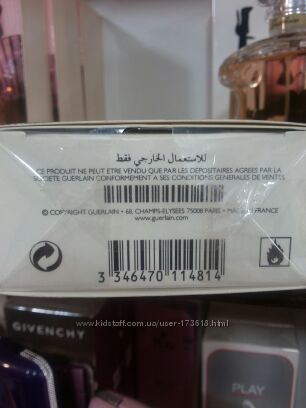 للاستعمال الخارجي فقط
CE PRODUIT NE PEUT ETRE VENDU QUE PAR LES DEPOSITAIRES AGREES PAR LA
SOCIETE GUERLAIN CONFORMEMENT A SES CONDITIONS GENERALES DE VENTES
© COPYRIGHT GUERLAIN • 68, CHAMPS-ELYSEES 75008 PARIS • MADE IN FRANCE
www.guerlain.com
3 346470 114814
© kidstaff.com.ua/user-173618.html
GIVENCHY
PLAY